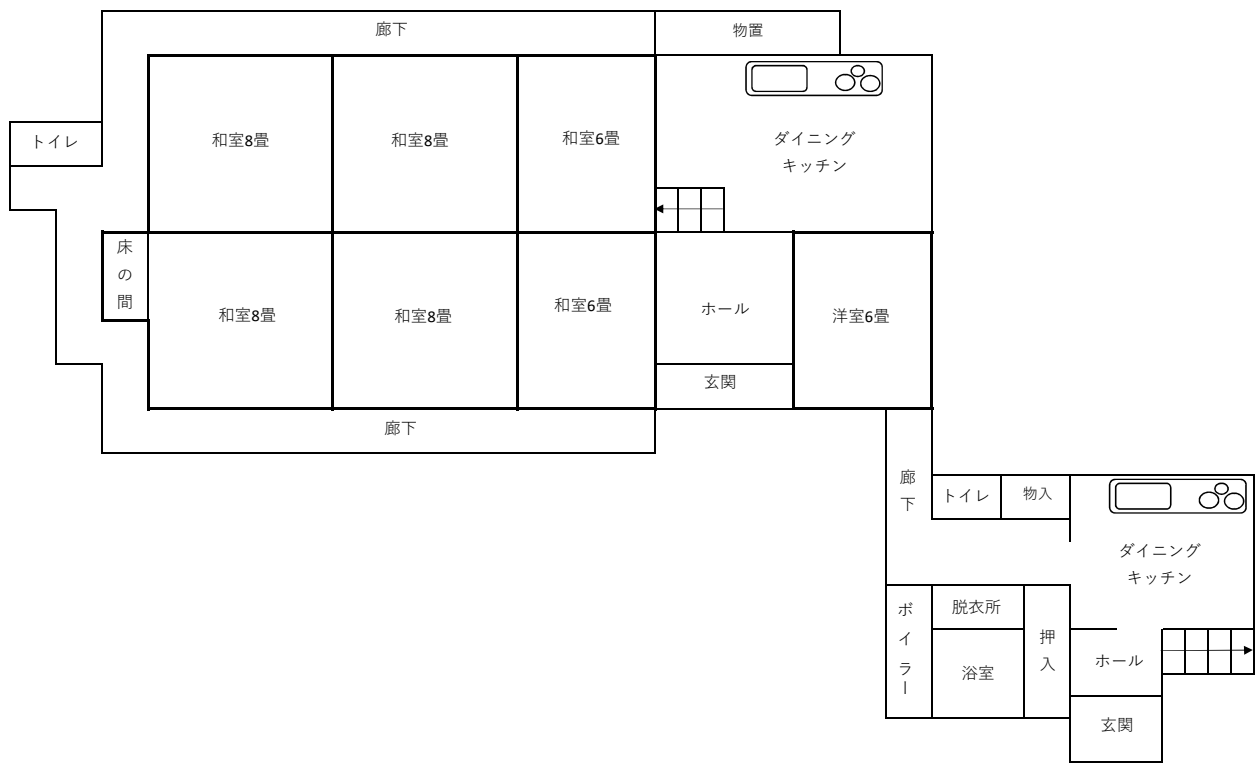 廊下
物置
トイレ
和室8畳
和室8畳
和室6畳
ダイニング
キッチン
床の間
和室8畳
和室8畳
和室6畳
ホール
洋室6畳
玄関
廊下
廊下
トイレ
物入
ダイニング
キッチン
ボイラー
脱衣所
押入
ホール
浴室
玄関